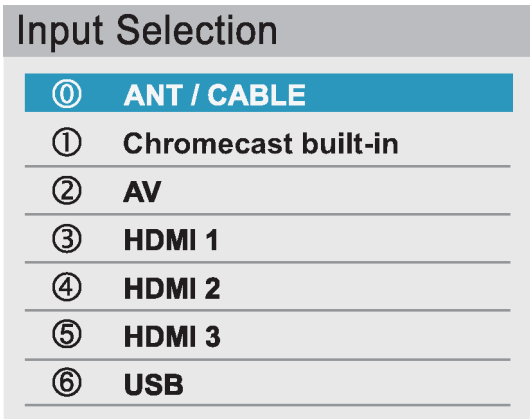 Input Selection
⓪ ANT / CABLE
① Chromecast built-in
② AV
③ HDMI 1
④ HDMI 2
⑤ HDMI 3
⑥ USB